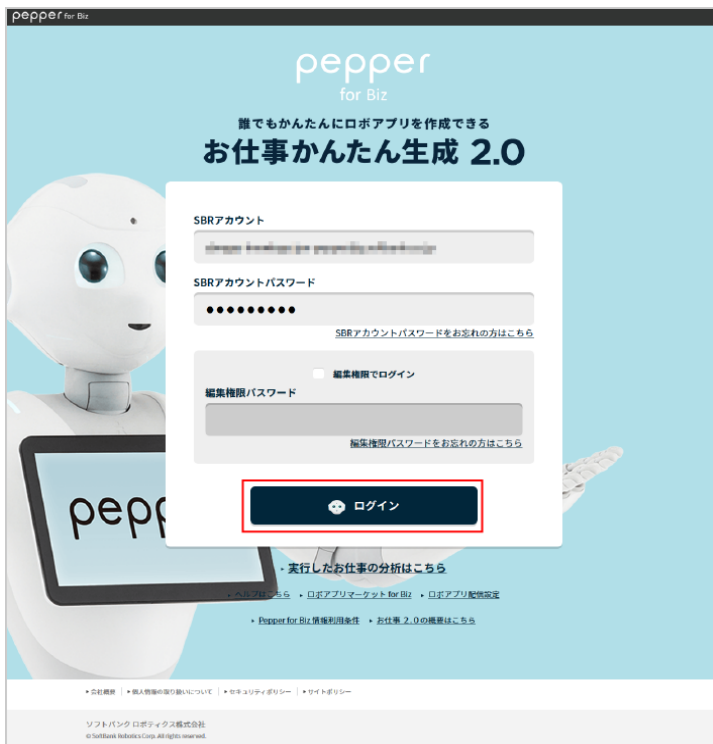 pepper for Biz
pepper
for Biz
誰でもかんたんにロボアプリを作成できる
お仕事かんたん生成 2.0
SBRアカウント
SBRアカウントパスワード
SBRアカウントパスワードをお忘れの方はこちら
編集権限でログイン
編集権限パスワード
編集権限パスワードをお忘れの方はこちら
pepp
ログイン
実行したお仕事の分析はこちら
ヘルプはこちら ロボアプリマーケット for Biz ロボアプリ配信設定
Pepper for Biz 情報利用条件 お仕事 2.0の概要はこちら
会社概要 個人情報の取り扱いについて セキュリティポリシー サイトポリシー
ソフトバンク ロボティクス株式会社
© SoftBank Robotics Corp. All rights reserved.